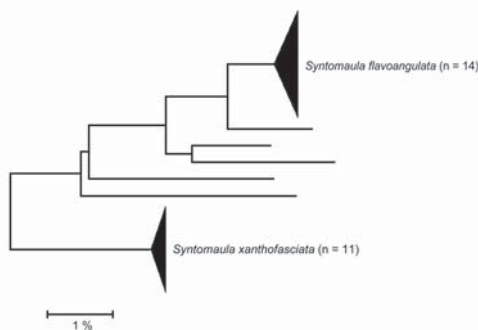 Syntomaula flavoangulata (n = 14)
Syntomaula xanthofasciata (n = 11)
1 %